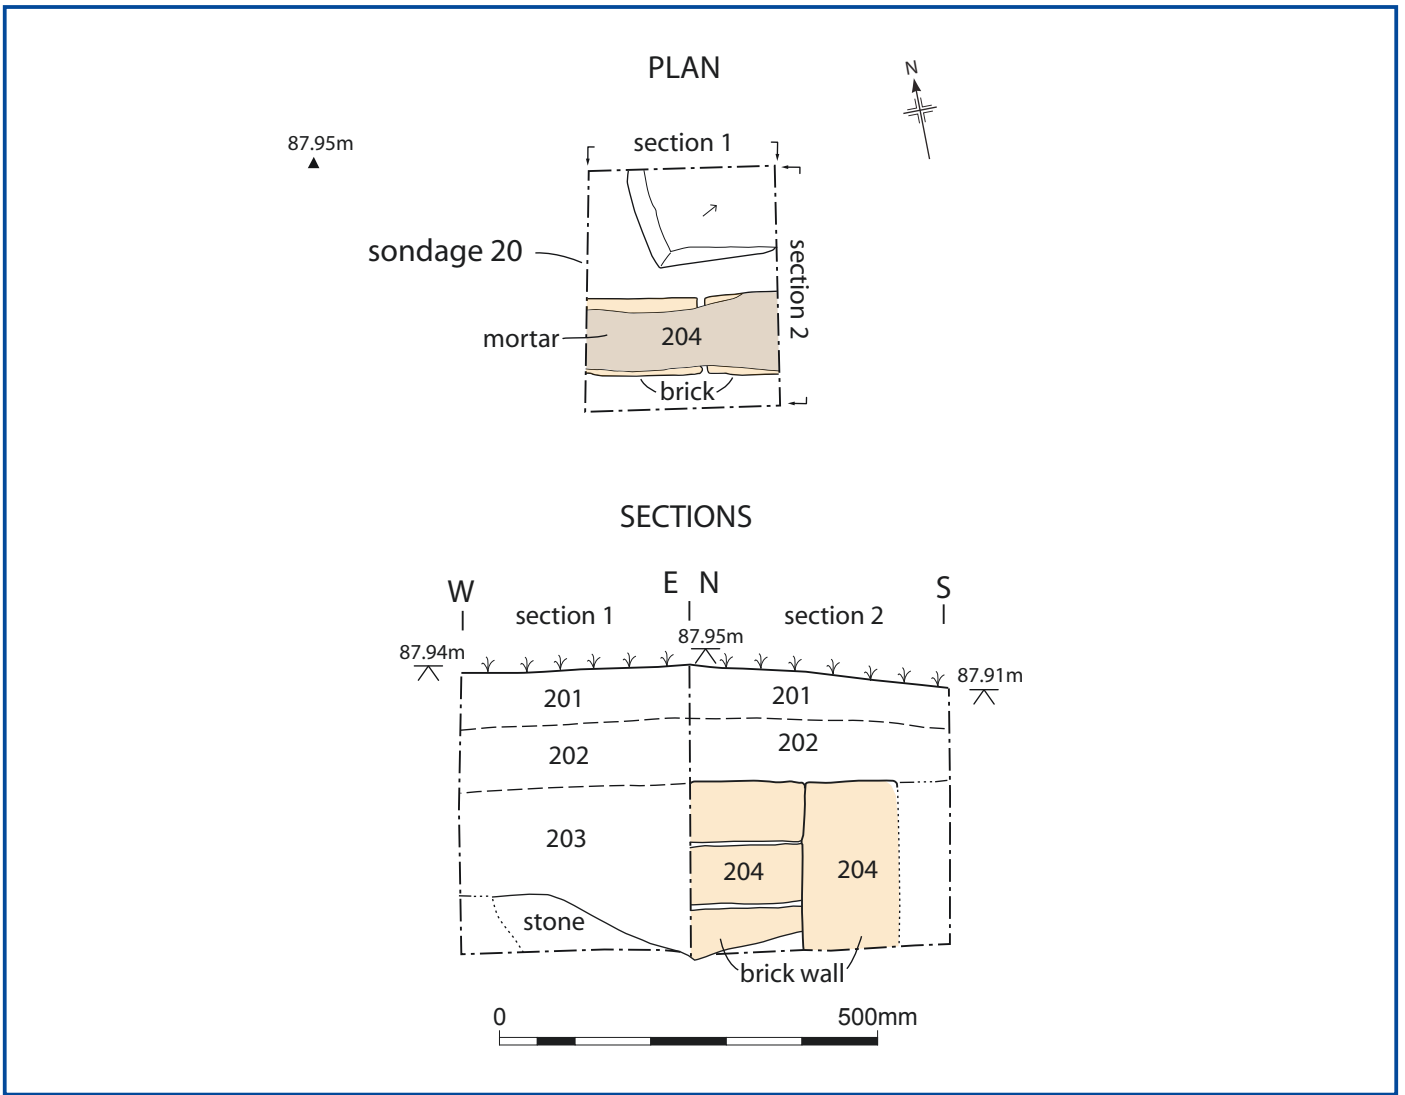 PLAN
N
87.95m
section 1
sondage 20
section 2
mortar
204
brick
SECTIONS
W
E N
S
section 1
section 2
87.94m
87.95m
87.91m
201
201
202
202
203
204
204
stone
brick wall
0
500mm